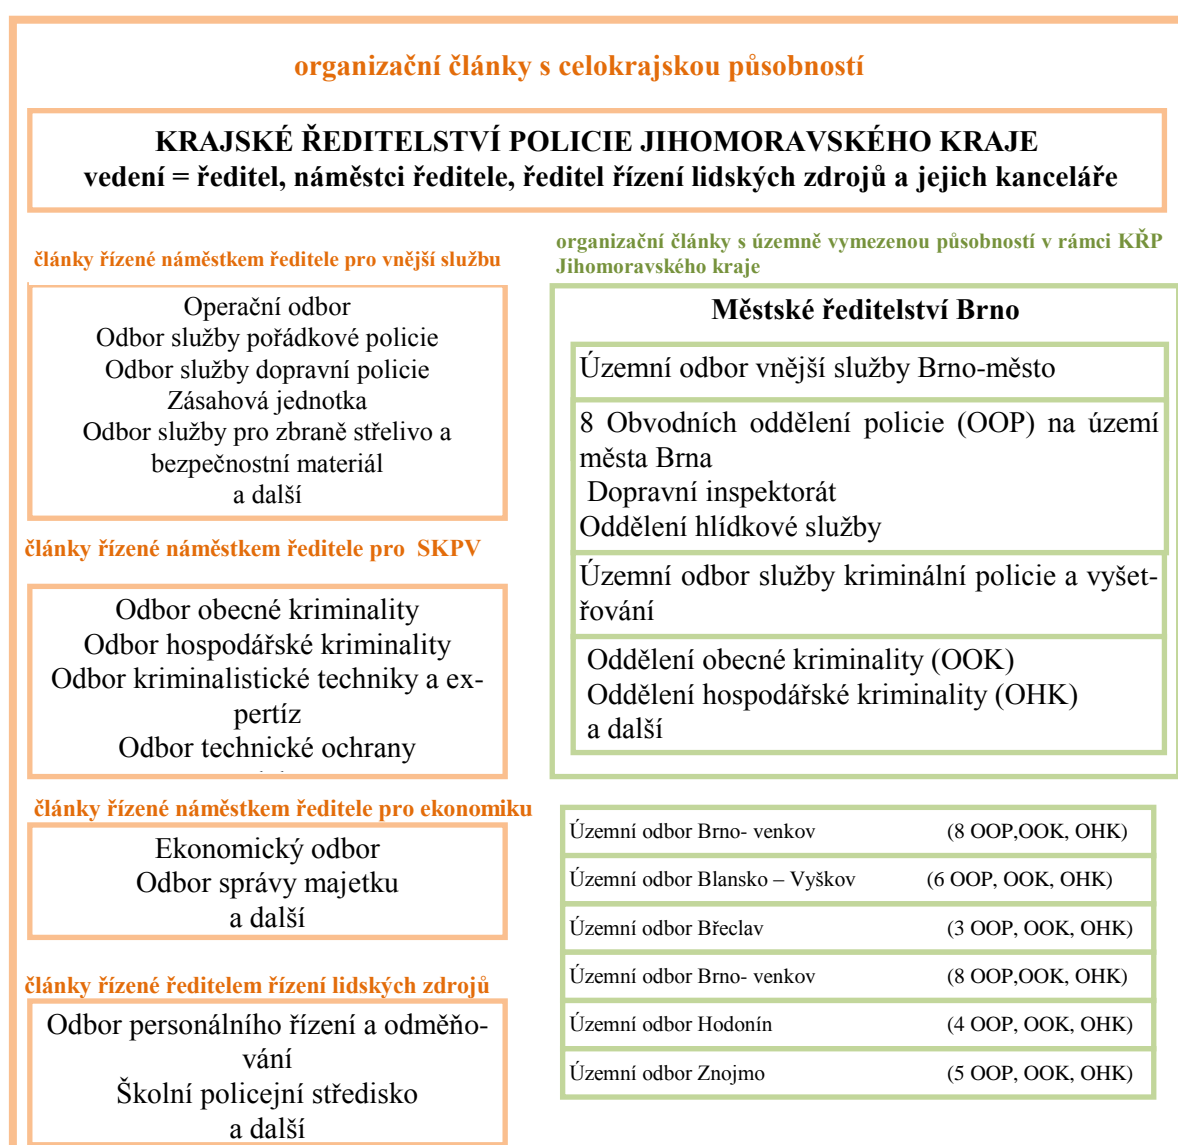 organizační články s celokrajskou působností
KRAJSKÉ ŘEDITELSTVÍ POLICIE JIHOMORAVSKÉHO KRAJE
vedení = ředitel, náměstci ředitele, ředitel řízení lidských zdrojů a jejich kanceláře
články řízené náměstkem ředitele pro vnější službu
Operační odbor
Odbor služby pořádkové policie
Odbor služby dopravní policie
Zásahová jednotka
Odbor služby pro zbraně střelivo a
bezpečnostní materiál
a další
články řízené náměstkem ředitele pro  SKPV
Odbor obecné kriminality
Odbor hospodářské kriminality
Odbor kriminalistické techniky a ex-
pertíz
Odbor technické ochrany
články řízené náměstkem ředitele pro ekonomiku
Ekonomický odbor
Odbor správy majetku
a další
články řízené ředitelem řízení lidských zdrojů
Odbor personálního řízení a odměňo-
vání
Školní policejní středisko
a další
organizační články s územně vymezenou působností v rámci KŘP
Jihomoravského kraje
Městské ředitelství Brno
Územní odbor vnější služby Brno-město
8 Obvodních oddělení policie (OOP) na území
města Brna
Dopravní inspektorát
Oddělení hlídkové služby
Územní odbor služby kriminální policie a vyšet-
řování
Oddělení obecné kriminality (OOK)
Oddělení hospodářské kriminality (OHK)
a další
Územní odbor Brno- venkov (8 OOP,OOK, OHK)
Územní odbor Blansko – Vyškov (6 OOP, OOK, OHK)
Územní odbor Břeclav (3 OOP, OOK, OHK)
Územní odbor Brno- venkov (8 OOP,OOK, OHK)
Územní odbor Hodonín (4 OOP, OOK, OHK)
Územní odbor Znojmo (5 OOP, OOK, OHK)